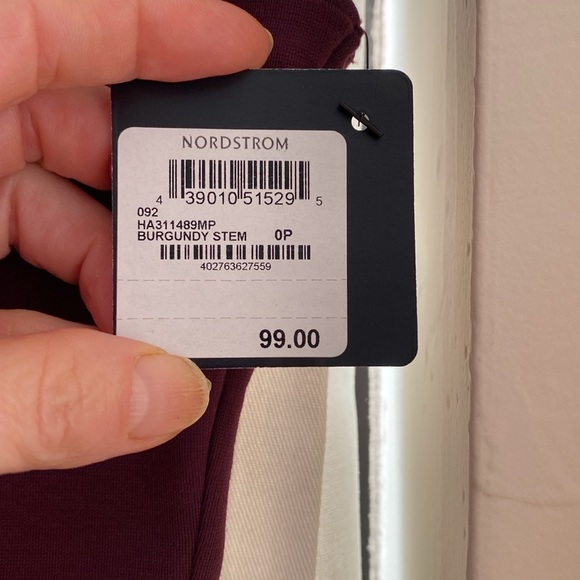 NORDSTROM
4 39010 51529 5
092
HA311489MP
BURGUNDY STEM 0P
402763627559
99.00